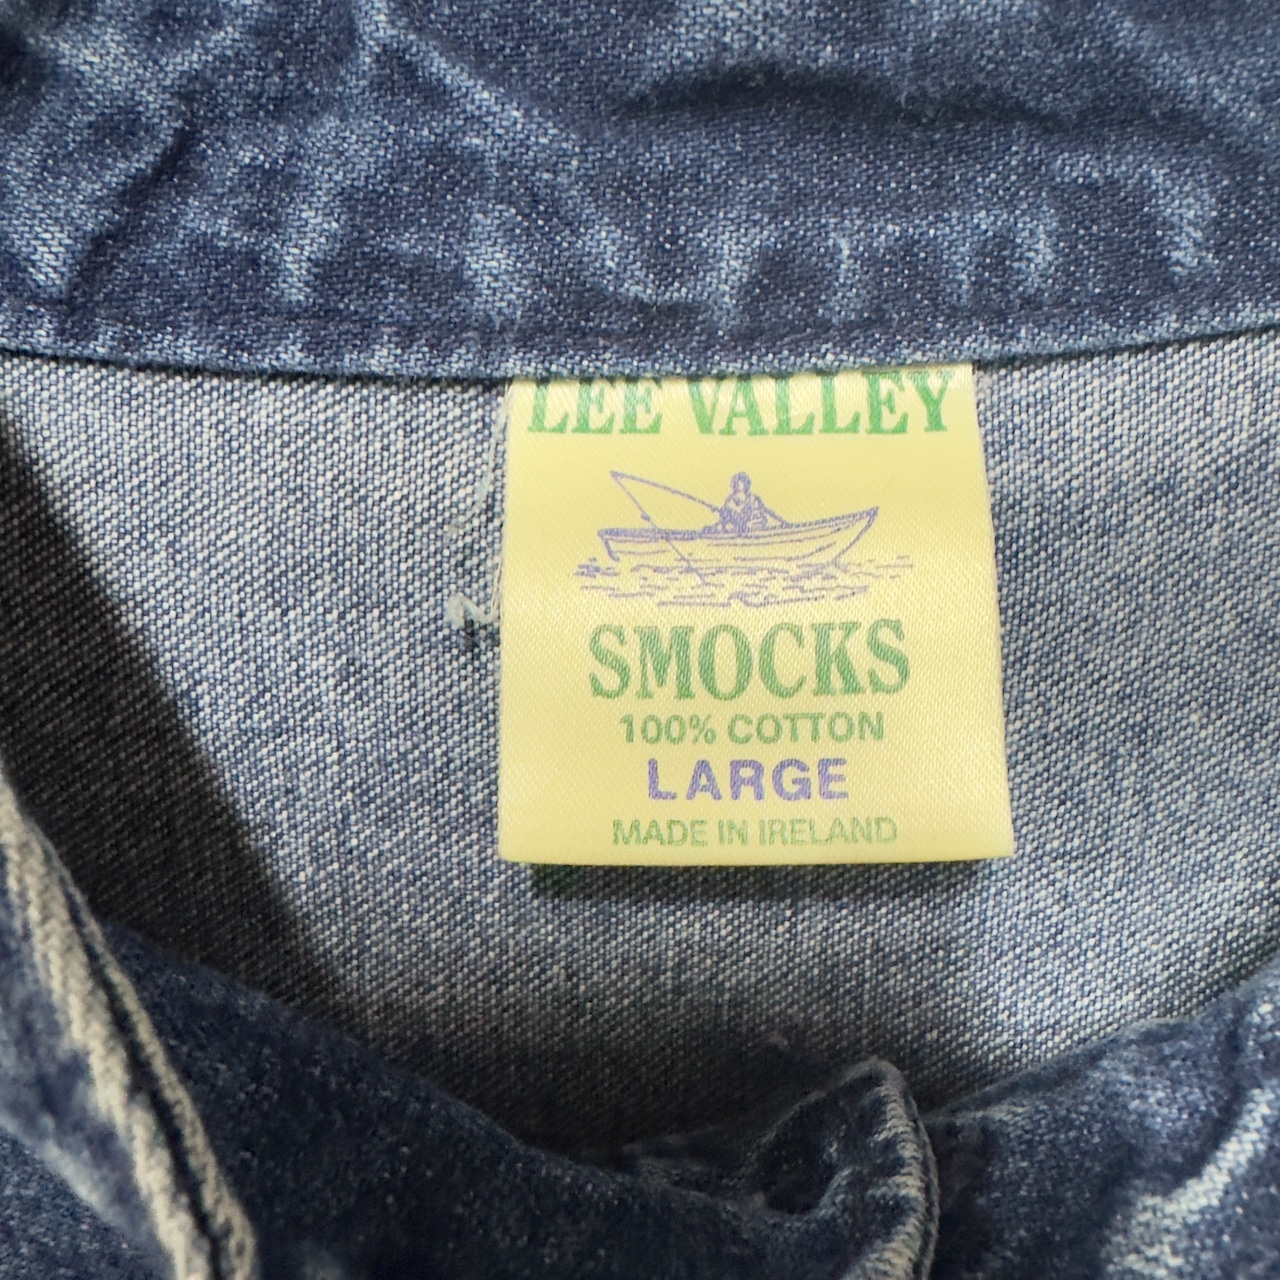 LEE VALLEY
SMOCKS
100% COTTON
LARGE
MADE IN IRELAND